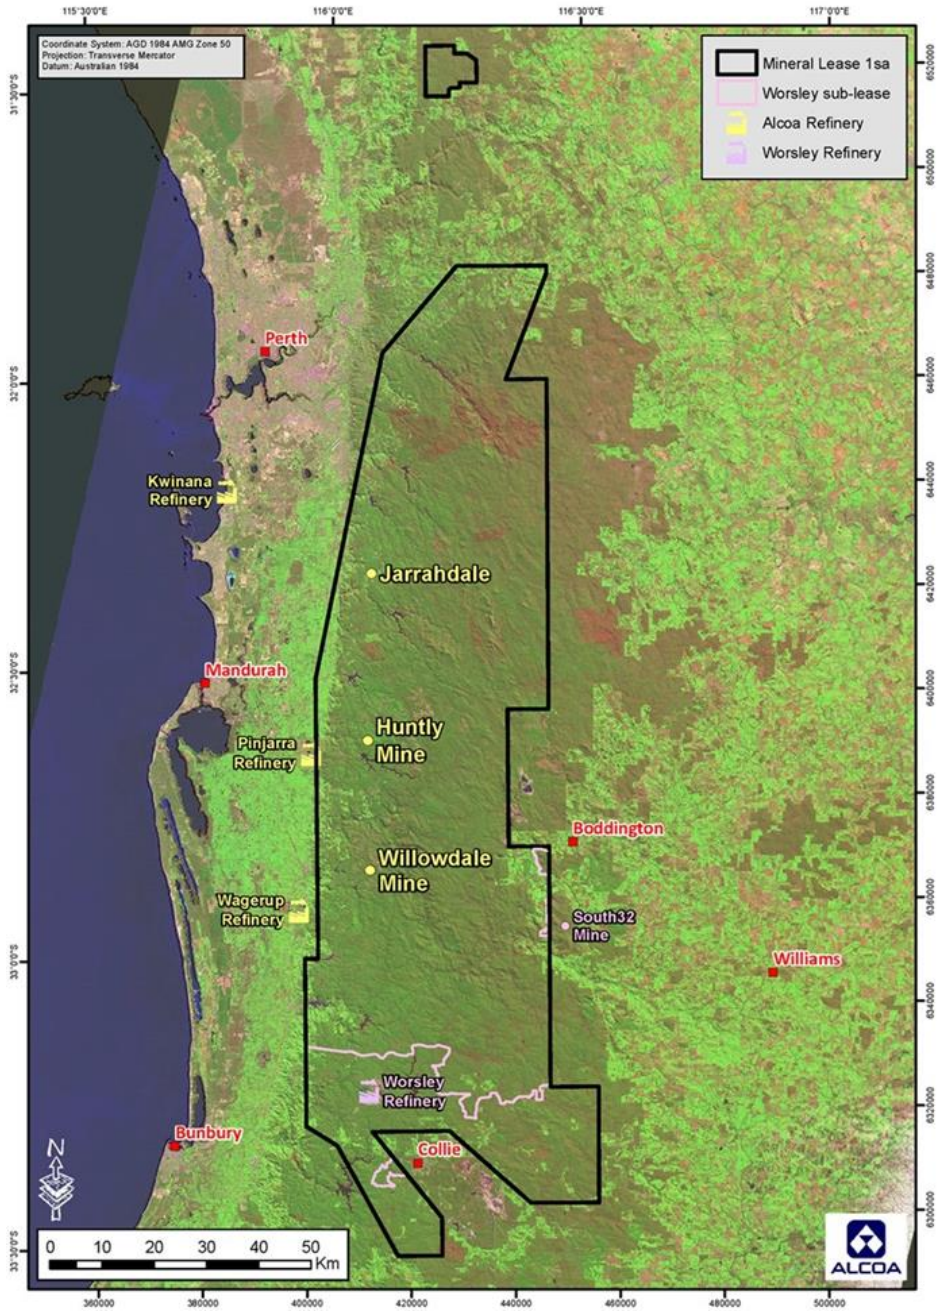 115°30'0"E
116°0'0"E
116°30'0"E
117°0'0"E
Coordinate System: AGD 1984 AMG Zone 50
Projection: Transverse Mercator
Datum: Australian 1984
Mineral Lease 1sa
Worsley sub-lease
Alcoa Refinery
Worsley Refinery
31°30'0"S
32°0'0"S
32°30'0"S
33°0'0"S
33°30'0"S
6520000
6500000
6480000
6460000
6440000
6420000
6400000
6380000
6360000
6340000
6320000
6300000
Perth
Kwinana
Refinery
Jarrahdale
Mandurah
Huntly
Mine
Pinjarra
Refinery
Boddington
Willowdale
Mine
Wagerup
Refinery
South32
Mine
Williams
Worsley
Refinery
Bunbury
Collie
N
0 10 20 30 40 50
Km
ALCOA
360000
380000
400000
420000
440000
460000
480000
500000